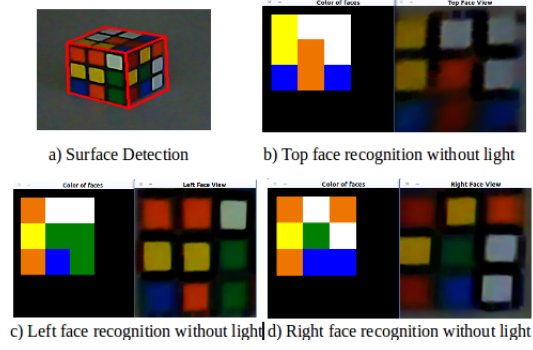 Color of faces
Top Face View
a) Surface Detection
b) Top face recognition without light
Color of faces
Left Face View
Color of faces
Right Face View
c) Left face recognition without light
d) Right face recognition without light